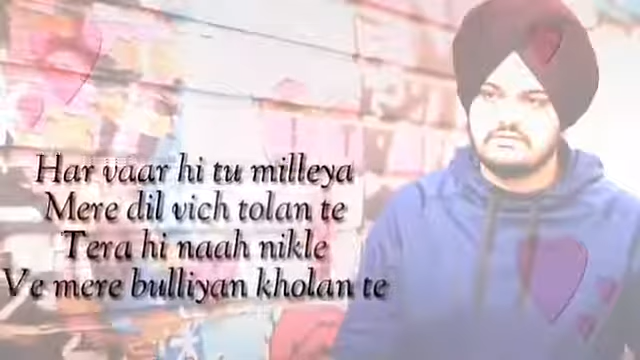 Har vaar hi tu milleya
Mere dil vich tolan te
Tera hi naah nikle
Ve mere bulliyan kholan te